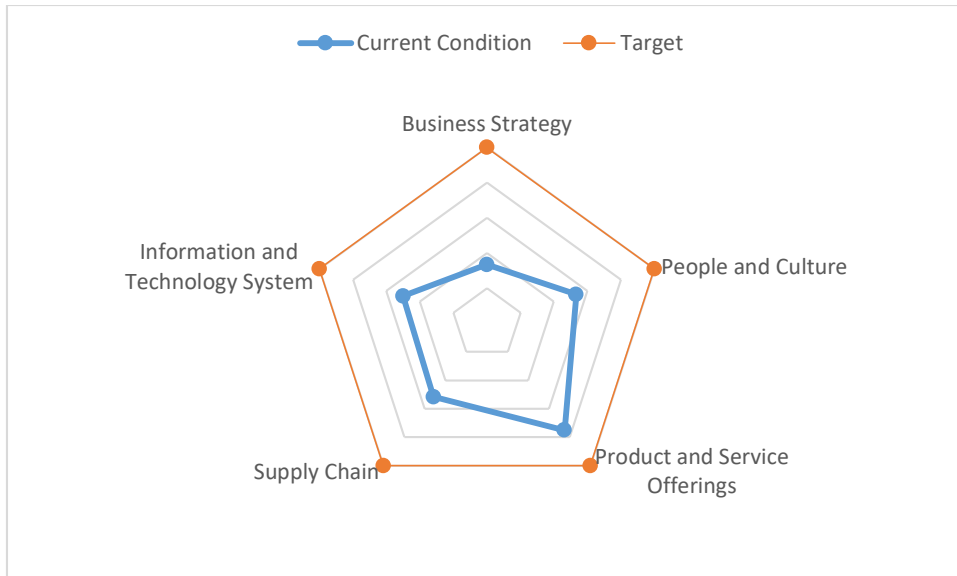 Current Condition
Target
Business Strategy
Information and
Technology System
People and Culture
Supply Chain
Product and Service
Offerings